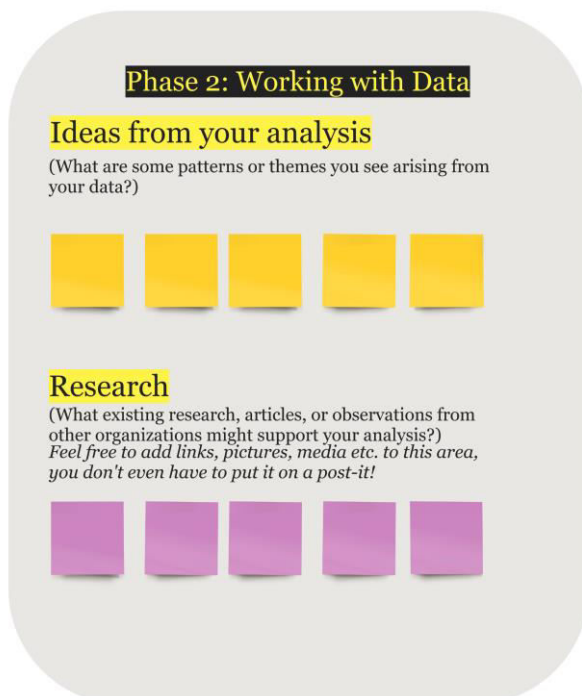 Phase 2: Working with Data
Ideas from your analysis
(What are some patterns or themes you see arising from
your data?)
Research
(What existing research, articles, or observations from
other organizations might support your analysis?)
Feel free to add links, pictures, media etc. to this area,
you don't even have to put it on a post-it!